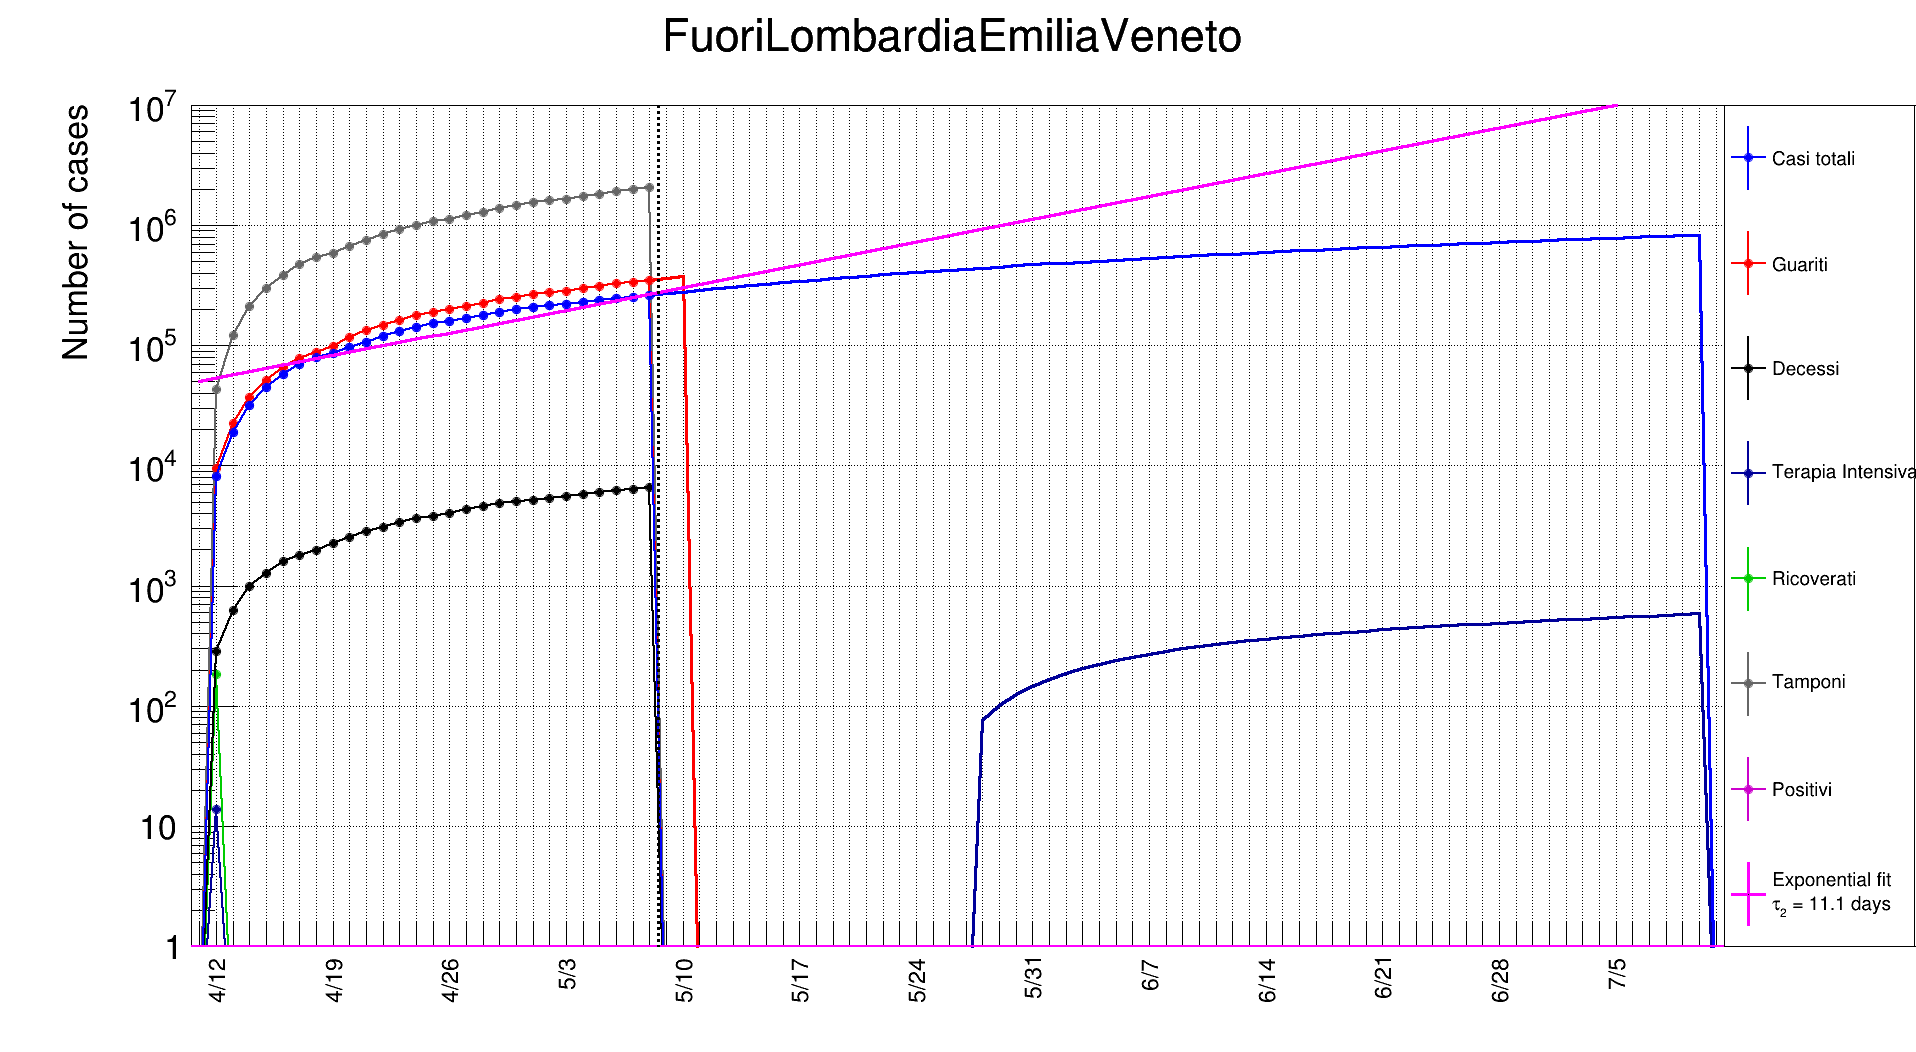 FuoriLombardiaEmiliaVeneto
Number of cases
10^7
10^6
10^5
10^4
10^3
10^2
10
1
4/12 4/19 4/26 5/3 5/10 5/17 5/24 5/31 6/7 6/14 6/21 6/28 7/5
Casi totali
Guariti
Decessi
Terapia Intensiva
Ricoverati
Tamponi
Positivi
Exponential fit
τ₂ = 11.1 days